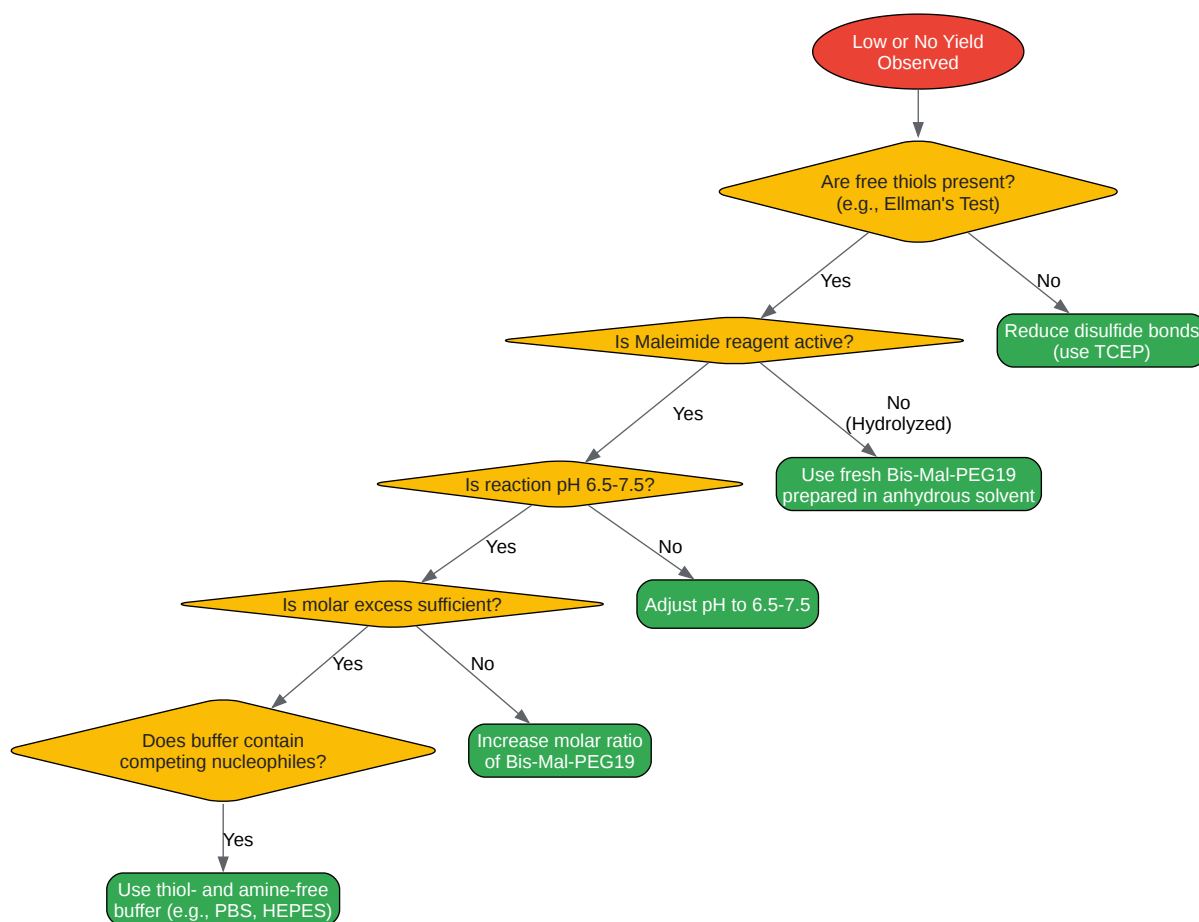 Low or No Yield
Observed
Are free thiols present?
(e.g., Ellman's Test)
Yes
No
Is Maleimide reagent active?
Reduce disulfide bonds
(use TCEP)
Yes
No
(Hydrolyzed)
Is reaction pH 6.5-7.5?
Use fresh Bis-Mal-PEG19
prepared in anhydrous solvent
Yes
No
Is molar excess sufficient?
Adjust pH to 6.5-7.5
Yes
No
Does buffer contain
competing nucleophiles?
Increase molar ratio
of Bis-Mal-PEG19
Yes
Use thiol- and amine-free
buffer (e.g., PBS, HEPES)